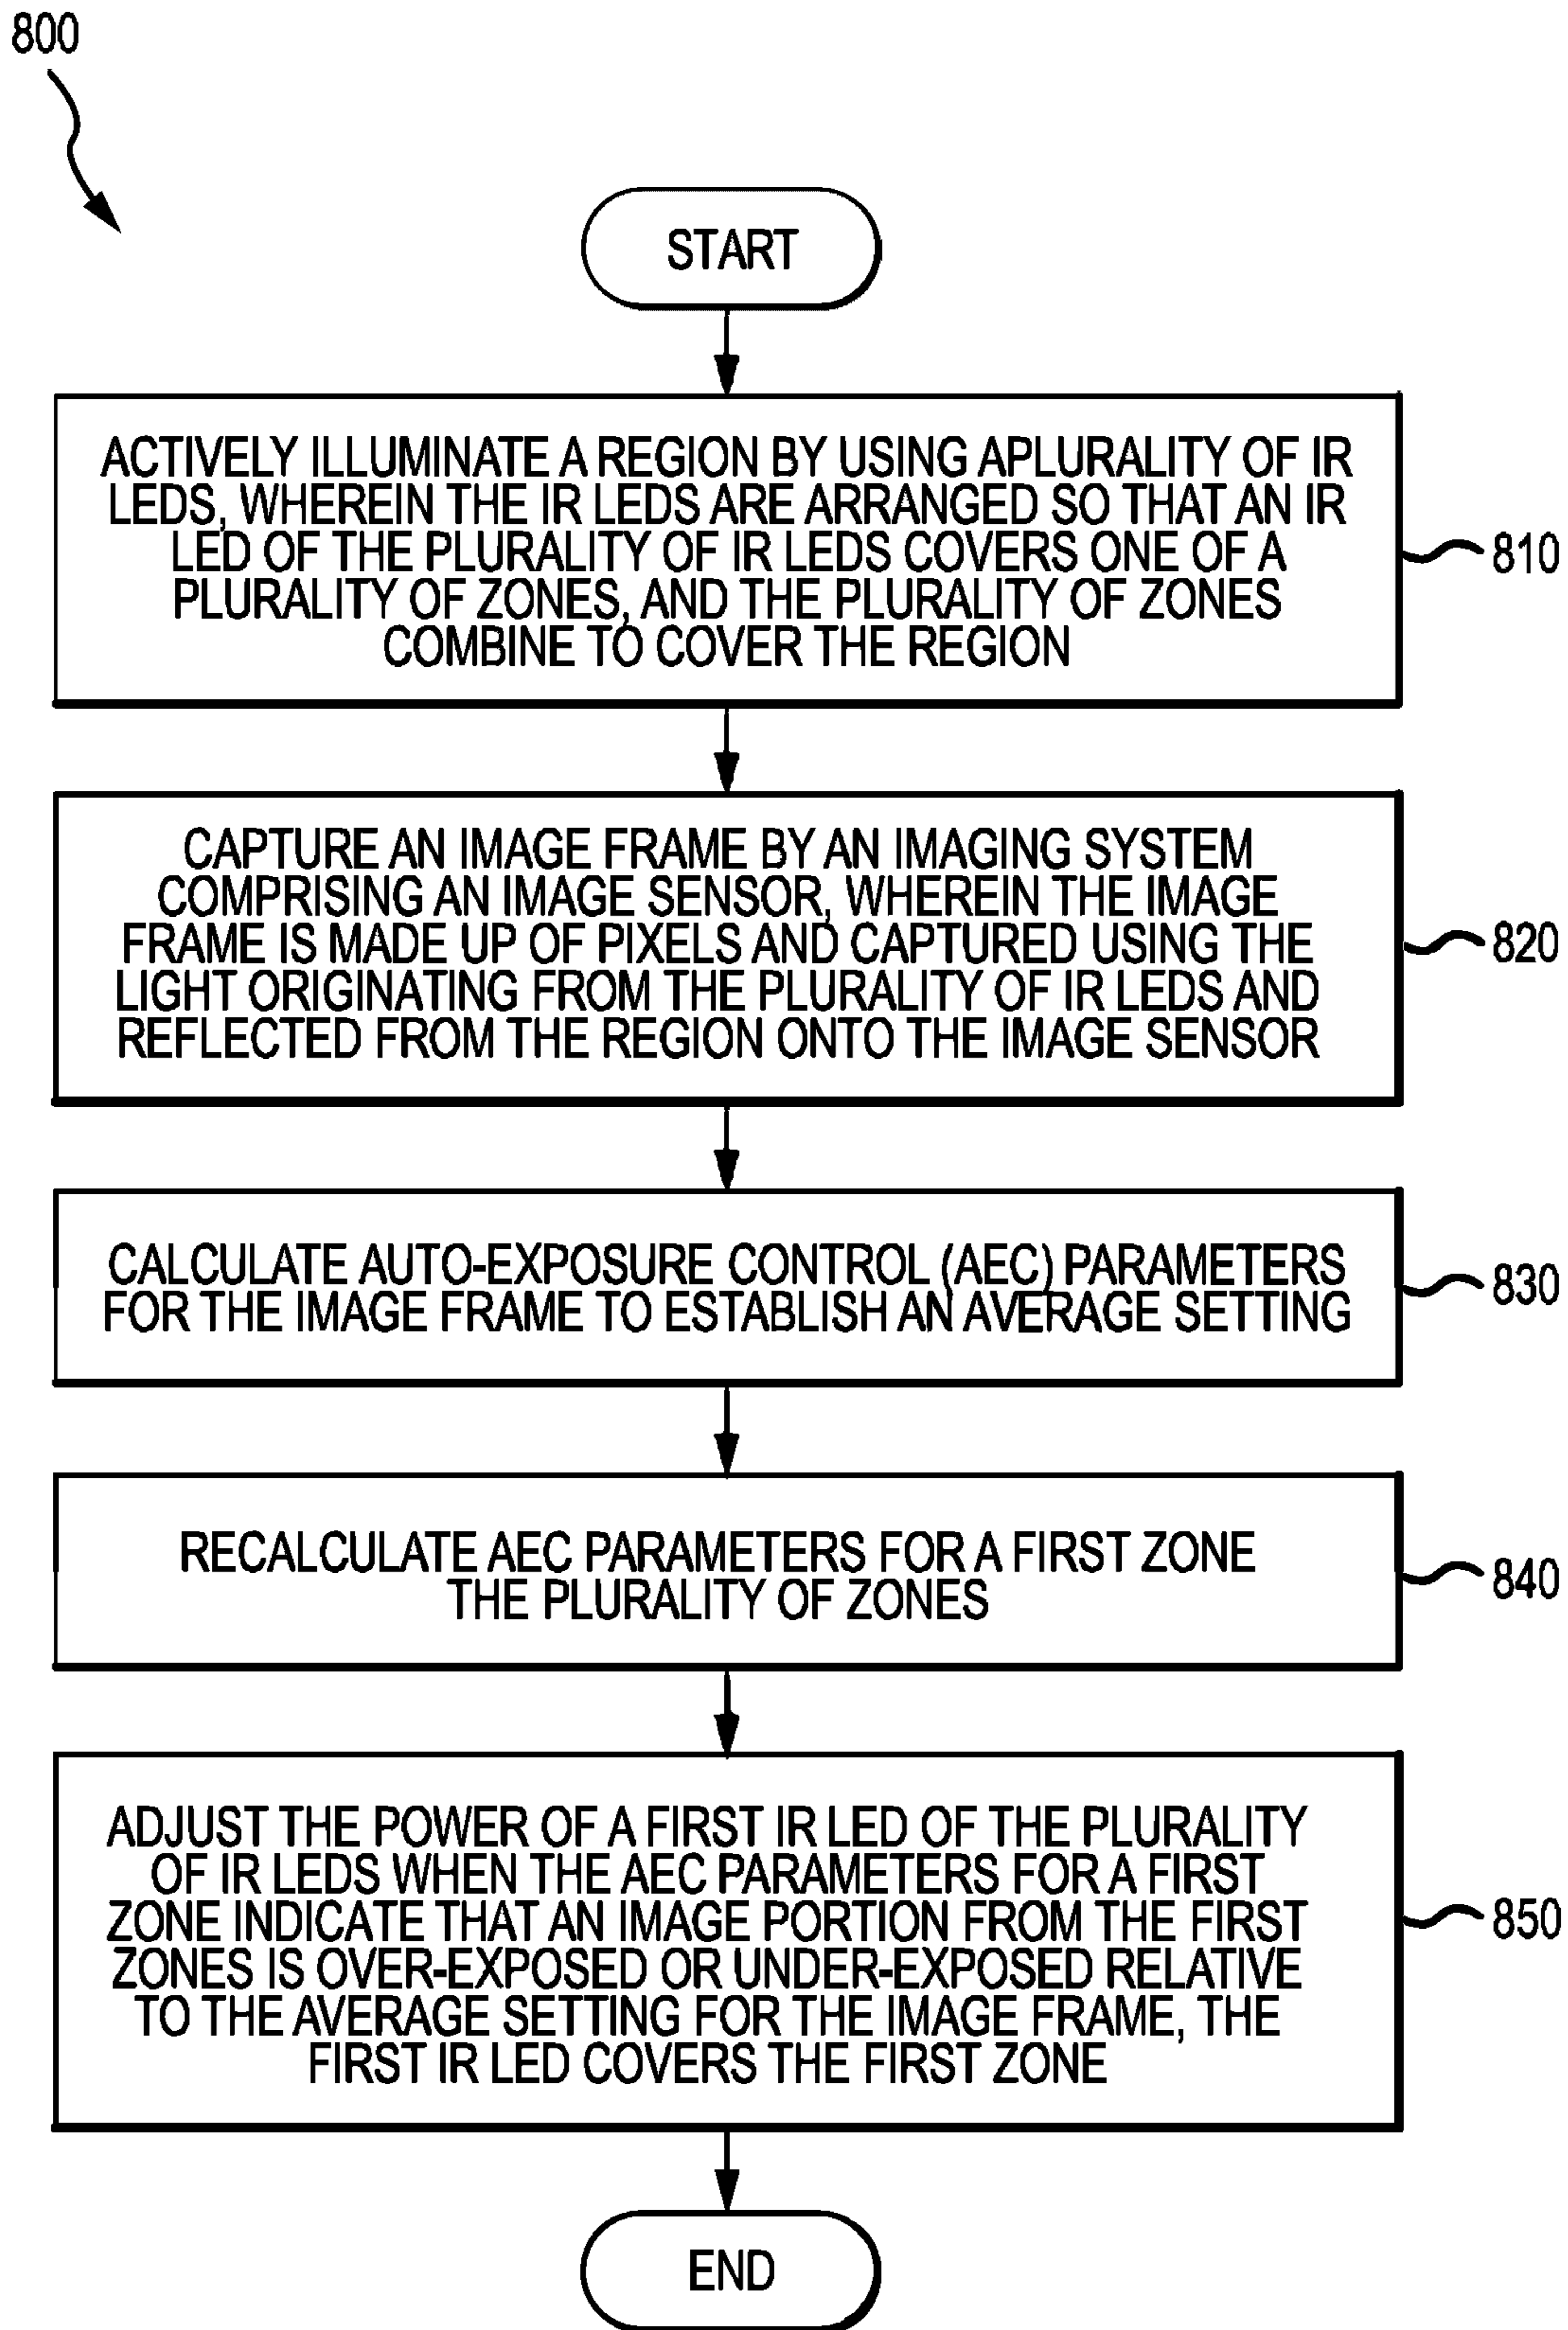 800
START
ACTIVELY ILLUMINATE A REGION BY USING APLURALITY OF IR
LEDS, WHEREIN THE IR LEDS ARE ARRANGED SO THAT AN IR
LED OF THE PLURALITY OF IR LEDS COVERS ONE OF A
PLURALITY OF ZONES, AND THE PLURALITY OF ZONES
COMBINE TO COVER THE REGION
810
CAPTURE AN IMAGE FRAME BY AN IMAGING SYSTEM
COMPRISING AN IMAGE SENSOR, WHEREIN THE IMAGE
FRAME IS MADE UP OF PIXELS AND CAPTURED USING THE
LIGHT ORIGINATING FROM THE PLURALITY OF IR LEDS AND
REFLECTED FROM THE REGION ONTO THE IMAGE SENSOR
820
CALCULATE AUTO-EXPOSURE CONTROL (AEC) PARAMETERS
FOR THE IMAGE FRAME TO ESTABLISH AN AVERAGE SETTING
830
RECALCULATE AEC PARAMETERS FOR A FIRST ZONE
THE PLURALITY OF ZONES
840
ADJUST THE POWER OF A FIRST IR LED OF THE PLURALITY
OF IR LEDS WHEN THE AEC PARAMETERS FOR A FIRST
ZONE INDICATE THAT AN IMAGE PORTION FROM THE FIRST
ZONES IS OVER-EXPOSED OR UNDER-EXPOSED RELATIVE
TO THE AVERAGE SETTING FOR THE IMAGE FRAME, THE
FIRST IR LED COVERS THE FIRST ZONE
850
END